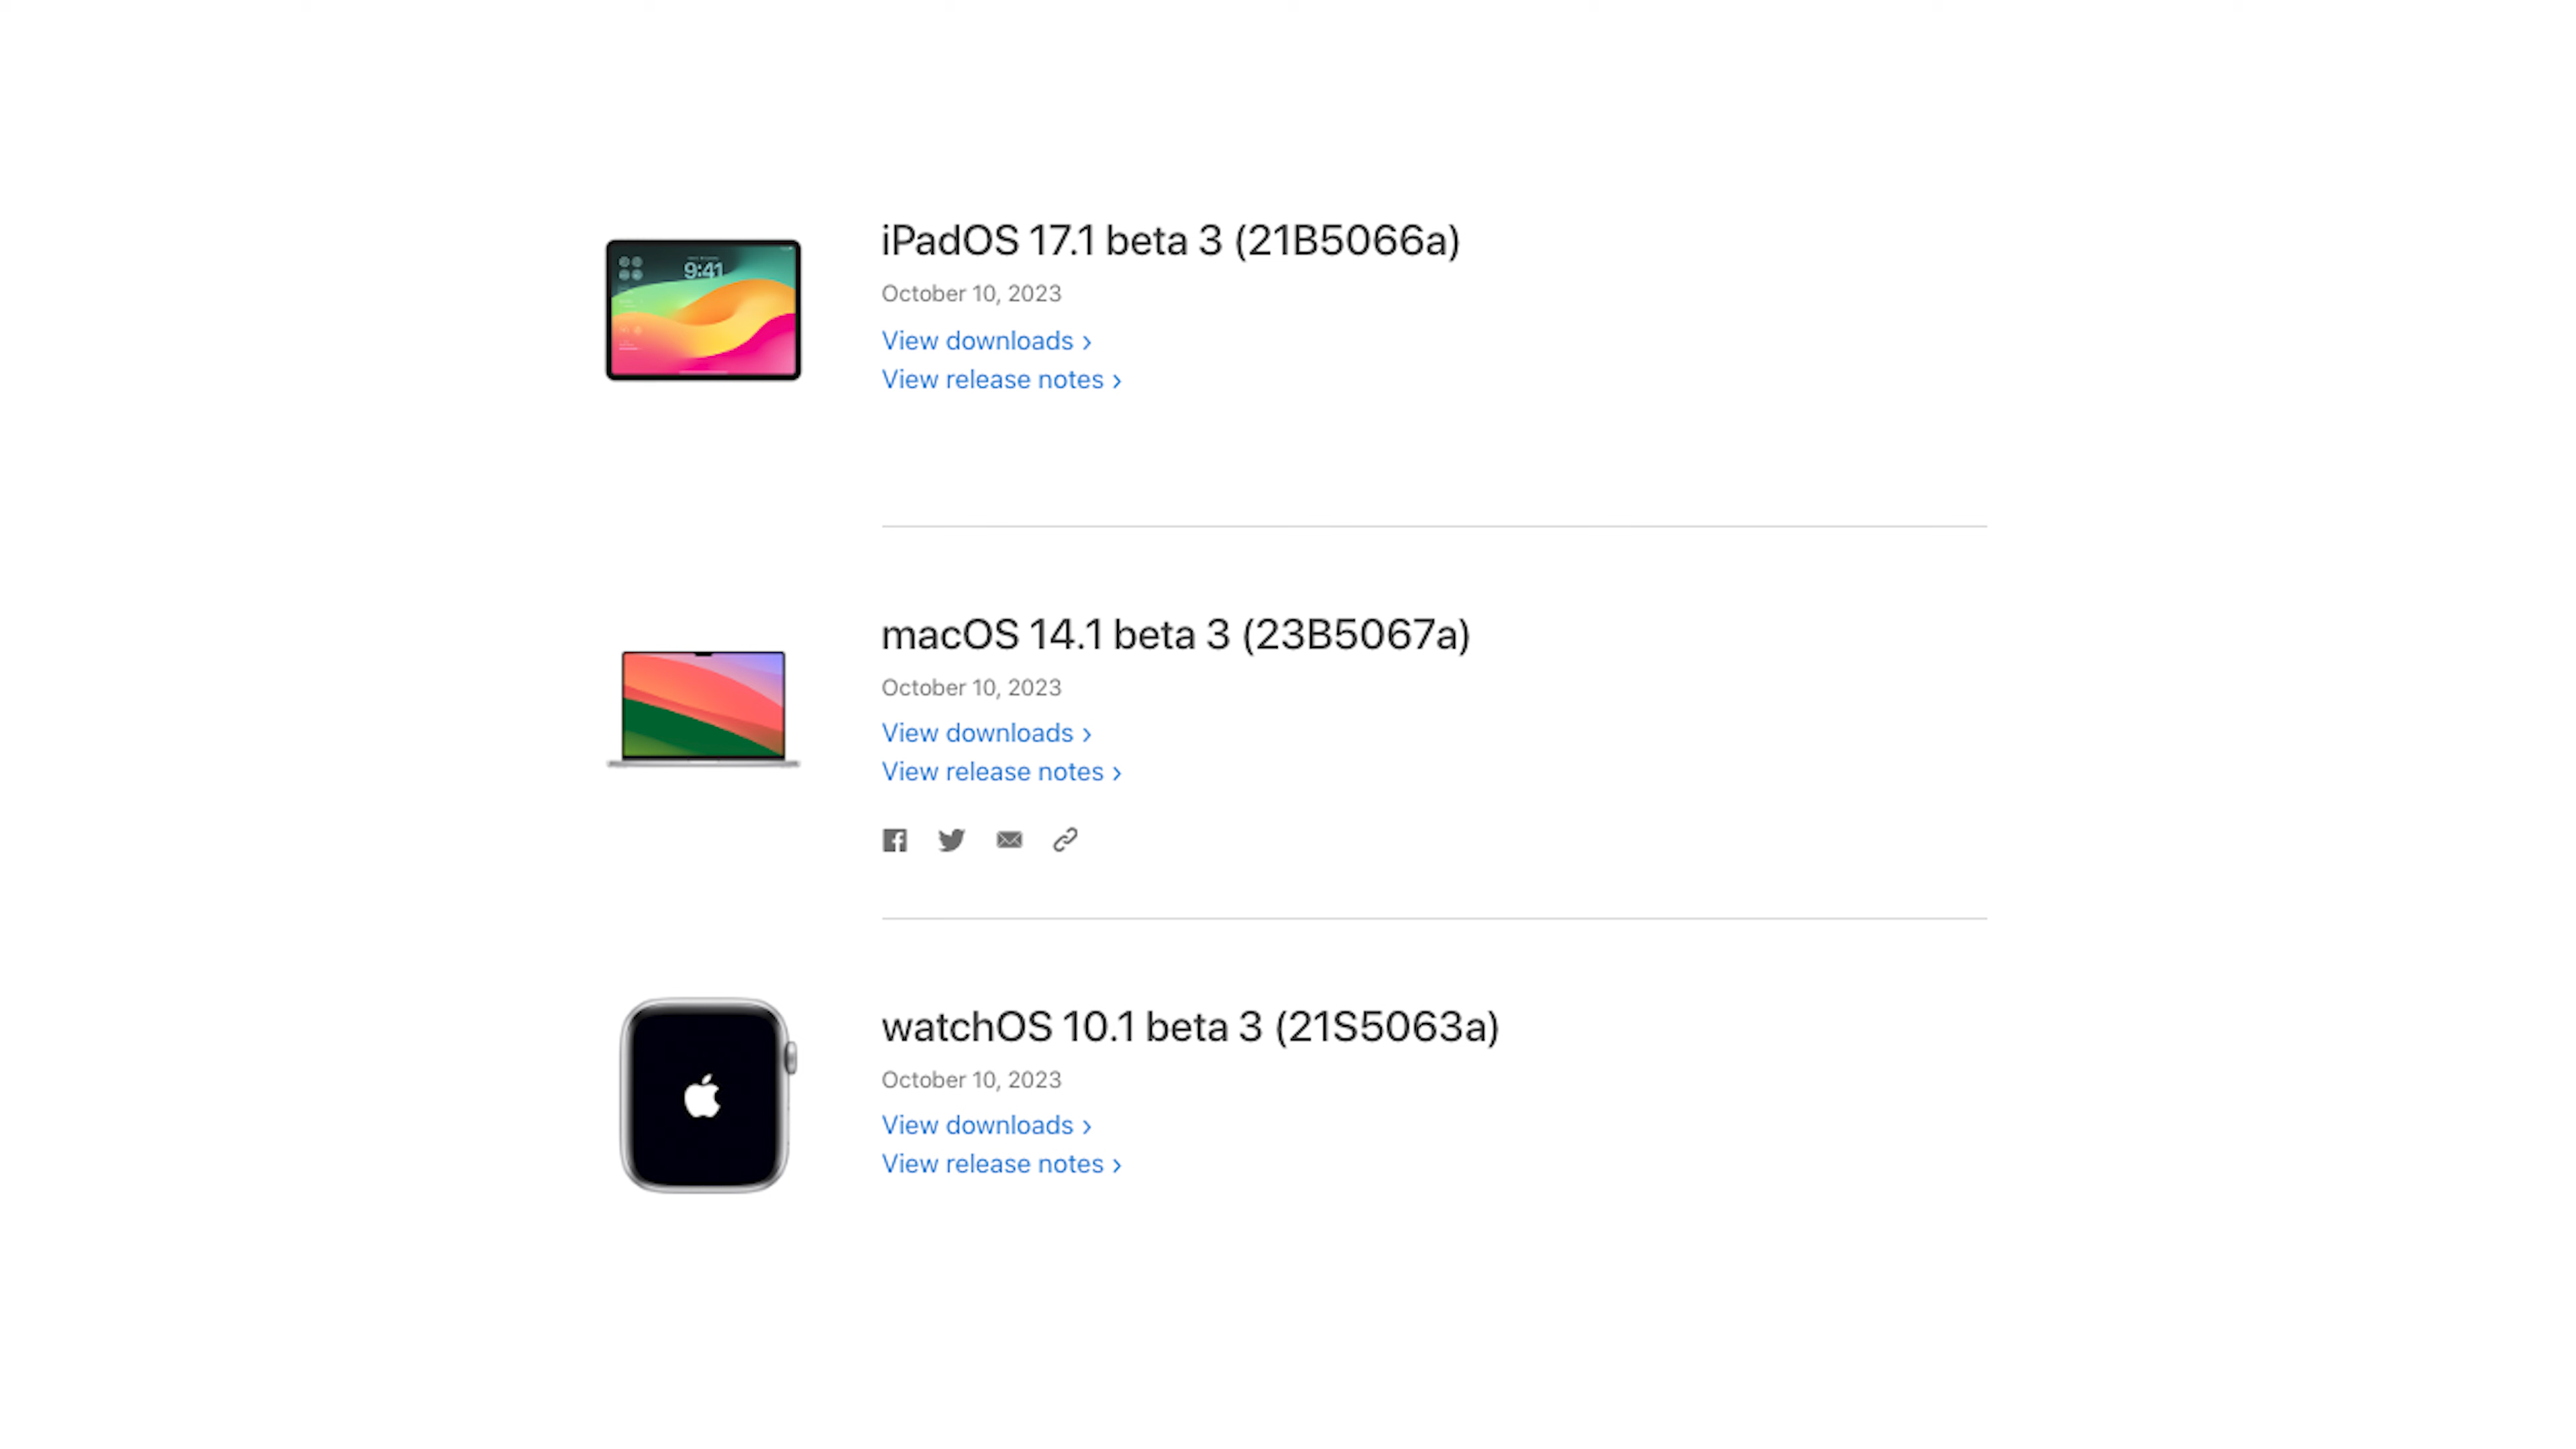 9:41
iPadOS 17.1 beta 3 (21B5066a)
October 10, 2023
View downloads >
View release notes >
macOS 14.1 beta 3 (23B5067a)
October 10, 2023
View downloads >
View release notes >
watchOS 10.1 beta 3 (21S5063a)
October 10, 2023
View downloads >
View release notes >